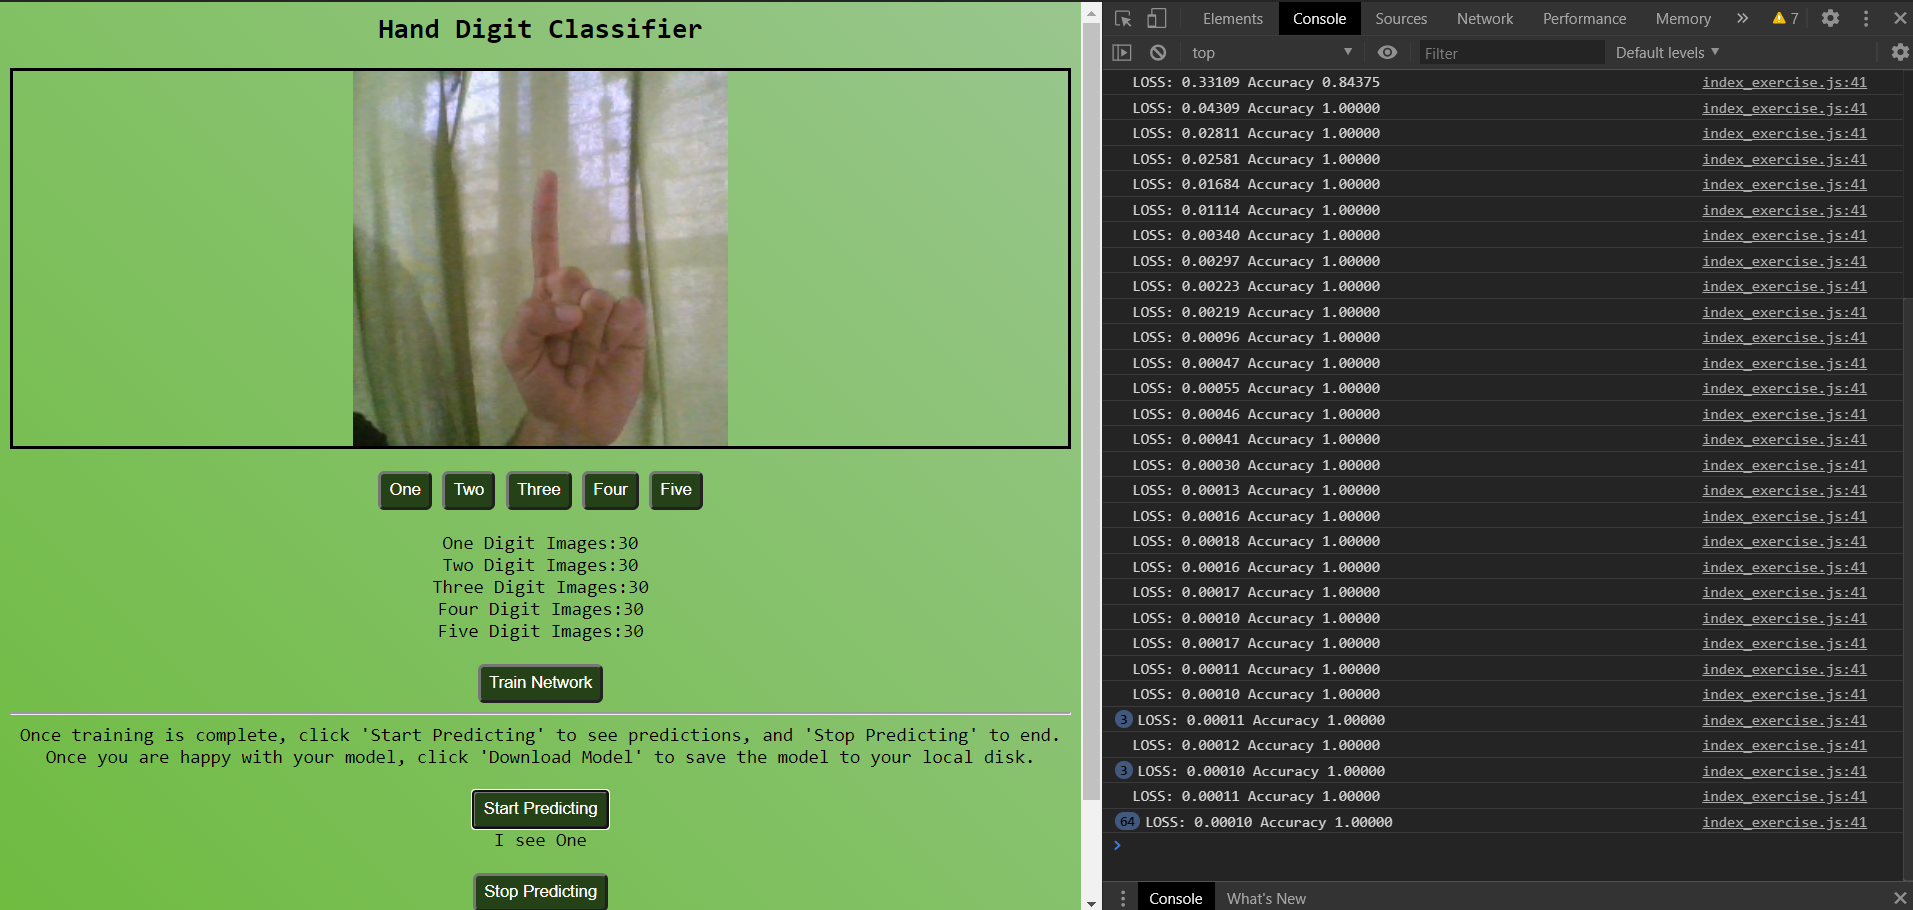 Hand Digit Classifier
One Two Three Four Five
One Digit Images:30
Two Digit Images:30
Three Digit Images:30
Four Digit Images:30
Five Digit Images:30
Train Network
Once training is complete, click 'Start Predicting' to see predictions, and 'Stop Predicting' to end.
Once you are happy with your model, click 'Download Model' to save the model to your local disk.
Start Predicting
I see One
Stop Predicting
Elements Console Sources Network Performance Memory » 7
top Filter Default levels
LOSS: 0.33109 Accuracy 0.84375 index_exercise.js:41
LOSS: 0.04309 Accuracy 1.00000 index_exercise.js:41
LOSS: 0.02811 Accuracy 1.00000 index_exercise.js:41
LOSS: 0.02581 Accuracy 1.00000 index_exercise.js:41
LOSS: 0.01684 Accuracy 1.00000 index_exercise.js:41
LOSS: 0.01114 Accuracy 1.00000 index_exercise.js:41
LOSS: 0.00340 Accuracy 1.00000 index_exercise.js:41
LOSS: 0.00297 Accuracy 1.00000 index_exercise.js:41
LOSS: 0.00223 Accuracy 1.00000 index_exercise.js:41
LOSS: 0.00219 Accuracy 1.00000 index_exercise.js:41
LOSS: 0.00096 Accuracy 1.00000 index_exercise.js:41
LOSS: 0.00047 Accuracy 1.00000 index_exercise.js:41
LOSS: 0.00055 Accuracy 1.00000 index_exercise.js:41
LOSS: 0.00046 Accuracy 1.00000 index_exercise.js:41
LOSS: 0.00041 Accuracy 1.00000 index_exercise.js:41
LOSS: 0.00030 Accuracy 1.00000 index_exercise.js:41
LOSS: 0.00013 Accuracy 1.00000 index_exercise.js:41
LOSS: 0.00016 Accuracy 1.00000 index_exercise.js:41
LOSS: 0.00018 Accuracy 1.00000 index_exercise.js:41
LOSS: 0.00016 Accuracy 1.00000 index_exercise.js:41
LOSS: 0.00017 Accuracy 1.00000 index_exercise.js:41
LOSS: 0.00010 Accuracy 1.00000 index_exercise.js:41
LOSS: 0.00017 Accuracy 1.00000 index_exercise.js:41
LOSS: 0.00011 Accuracy 1.00000 index_exercise.js:41
LOSS: 0.00010 Accuracy 1.00000 index_exercise.js:41
3 LOSS: 0.00011 Accuracy 1.00000 index_exercise.js:41
LOSS: 0.00012 Accuracy 1.00000 index_exercise.js:41
3 LOSS: 0.00010 Accuracy 1.00000 index_exercise.js:41
LOSS: 0.00011 Accuracy 1.00000 index_exercise.js:41
64 LOSS: 0.00010 Accuracy 1.00000 index_exercise.js:41
Console What's New